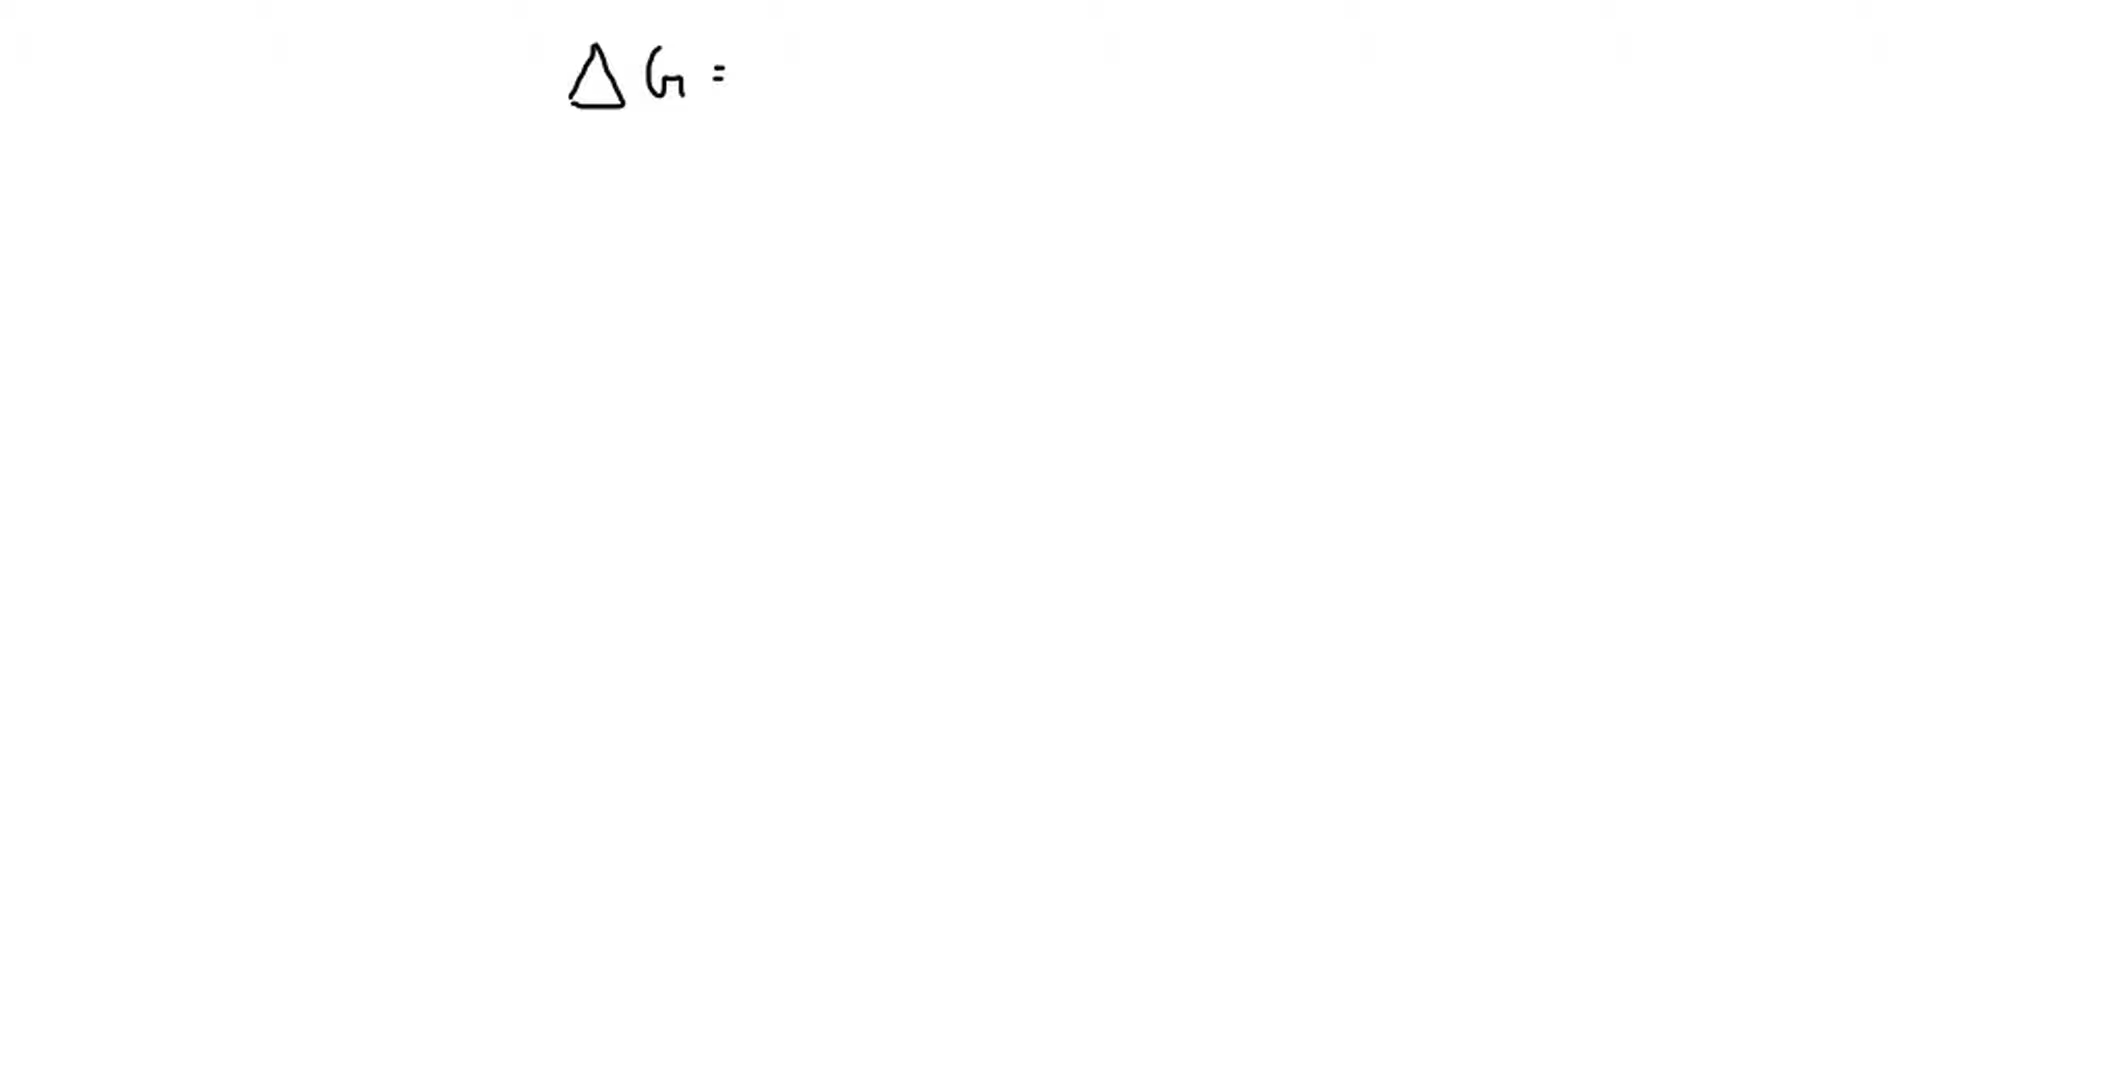 ΔG =